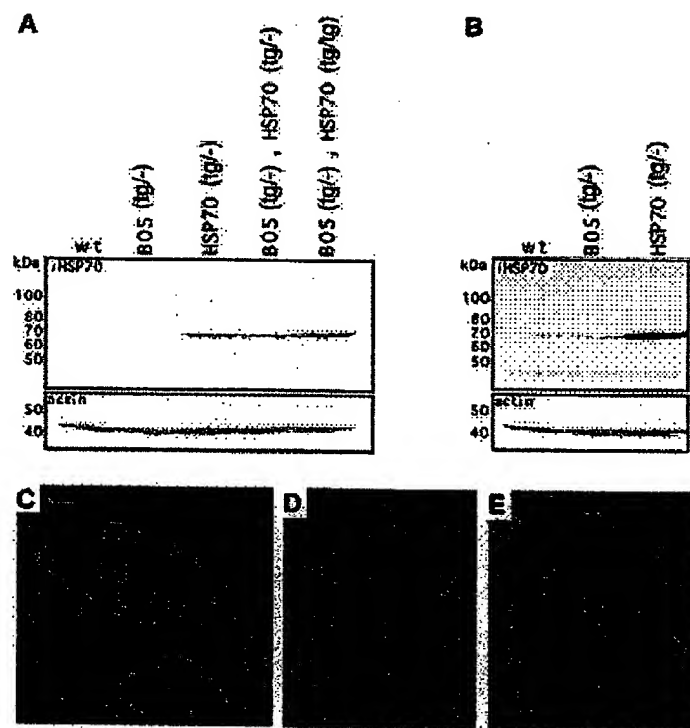 A
B
wt
BOS (tg/-)
HSP70 (tg/-)
BOS (tg/-), HSP70 (tg/-)
BOS (tg/-), HSP70 (tg/tg)
wt
BOS (tg/-)
HSP70 (tg/-)
kDa
iHSP70
100
80
70
60
50
actin
50
40
kDa
iHSP70
100
80
70
60
50
actin
50
40
C
D
E